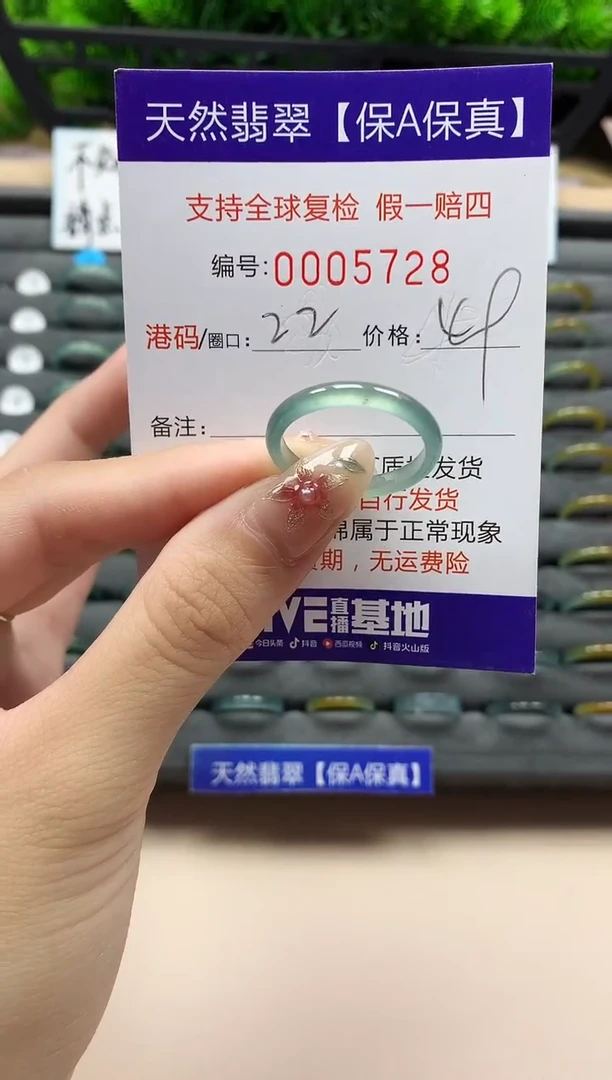 天然翡翠【保A保真】
支持全球复检 假一赔四
编号:0005728
港码/圈口: 22 价格:
备注:
发货
自行发货
棉属于正常现象
期，无运费险
VE直播基地
今日头条 抖音 西瓜视频 抖音火山版
天然翡翠【保A保真】